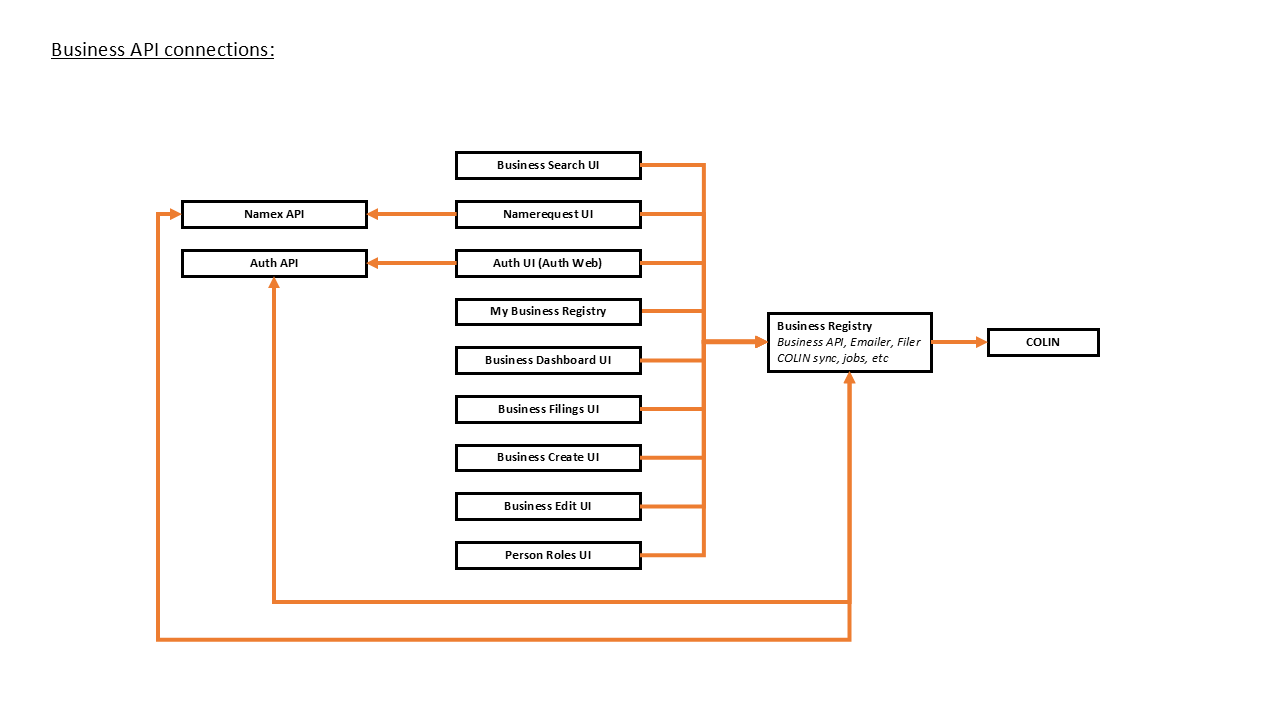 Business API connections:
Business Search UI
Namex API
Namerequest UI
Auth API
Auth UI (Auth Web)
My Business Registry
Business Registry
Business API, Emailer, Filer
COLIN sync, jobs, etc
COLIN
Business Dashboard UI
Business Filings UI
Business Create UI
Business Edit UI
Person Roles UI